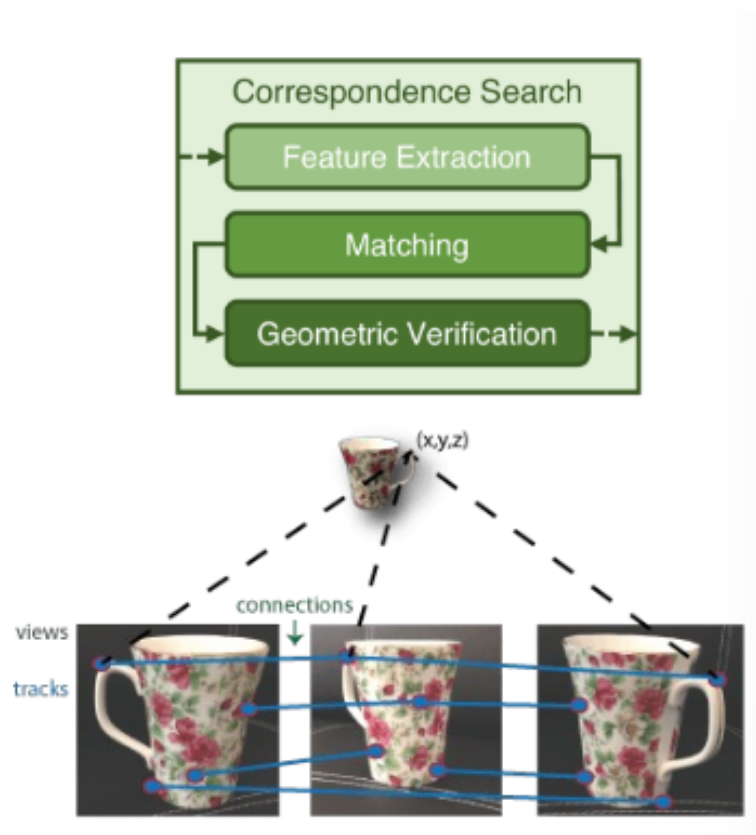 Correspondence Search
Feature Extraction
Matching
Geometric Verification
(x,y,z)
connections
views
tracks